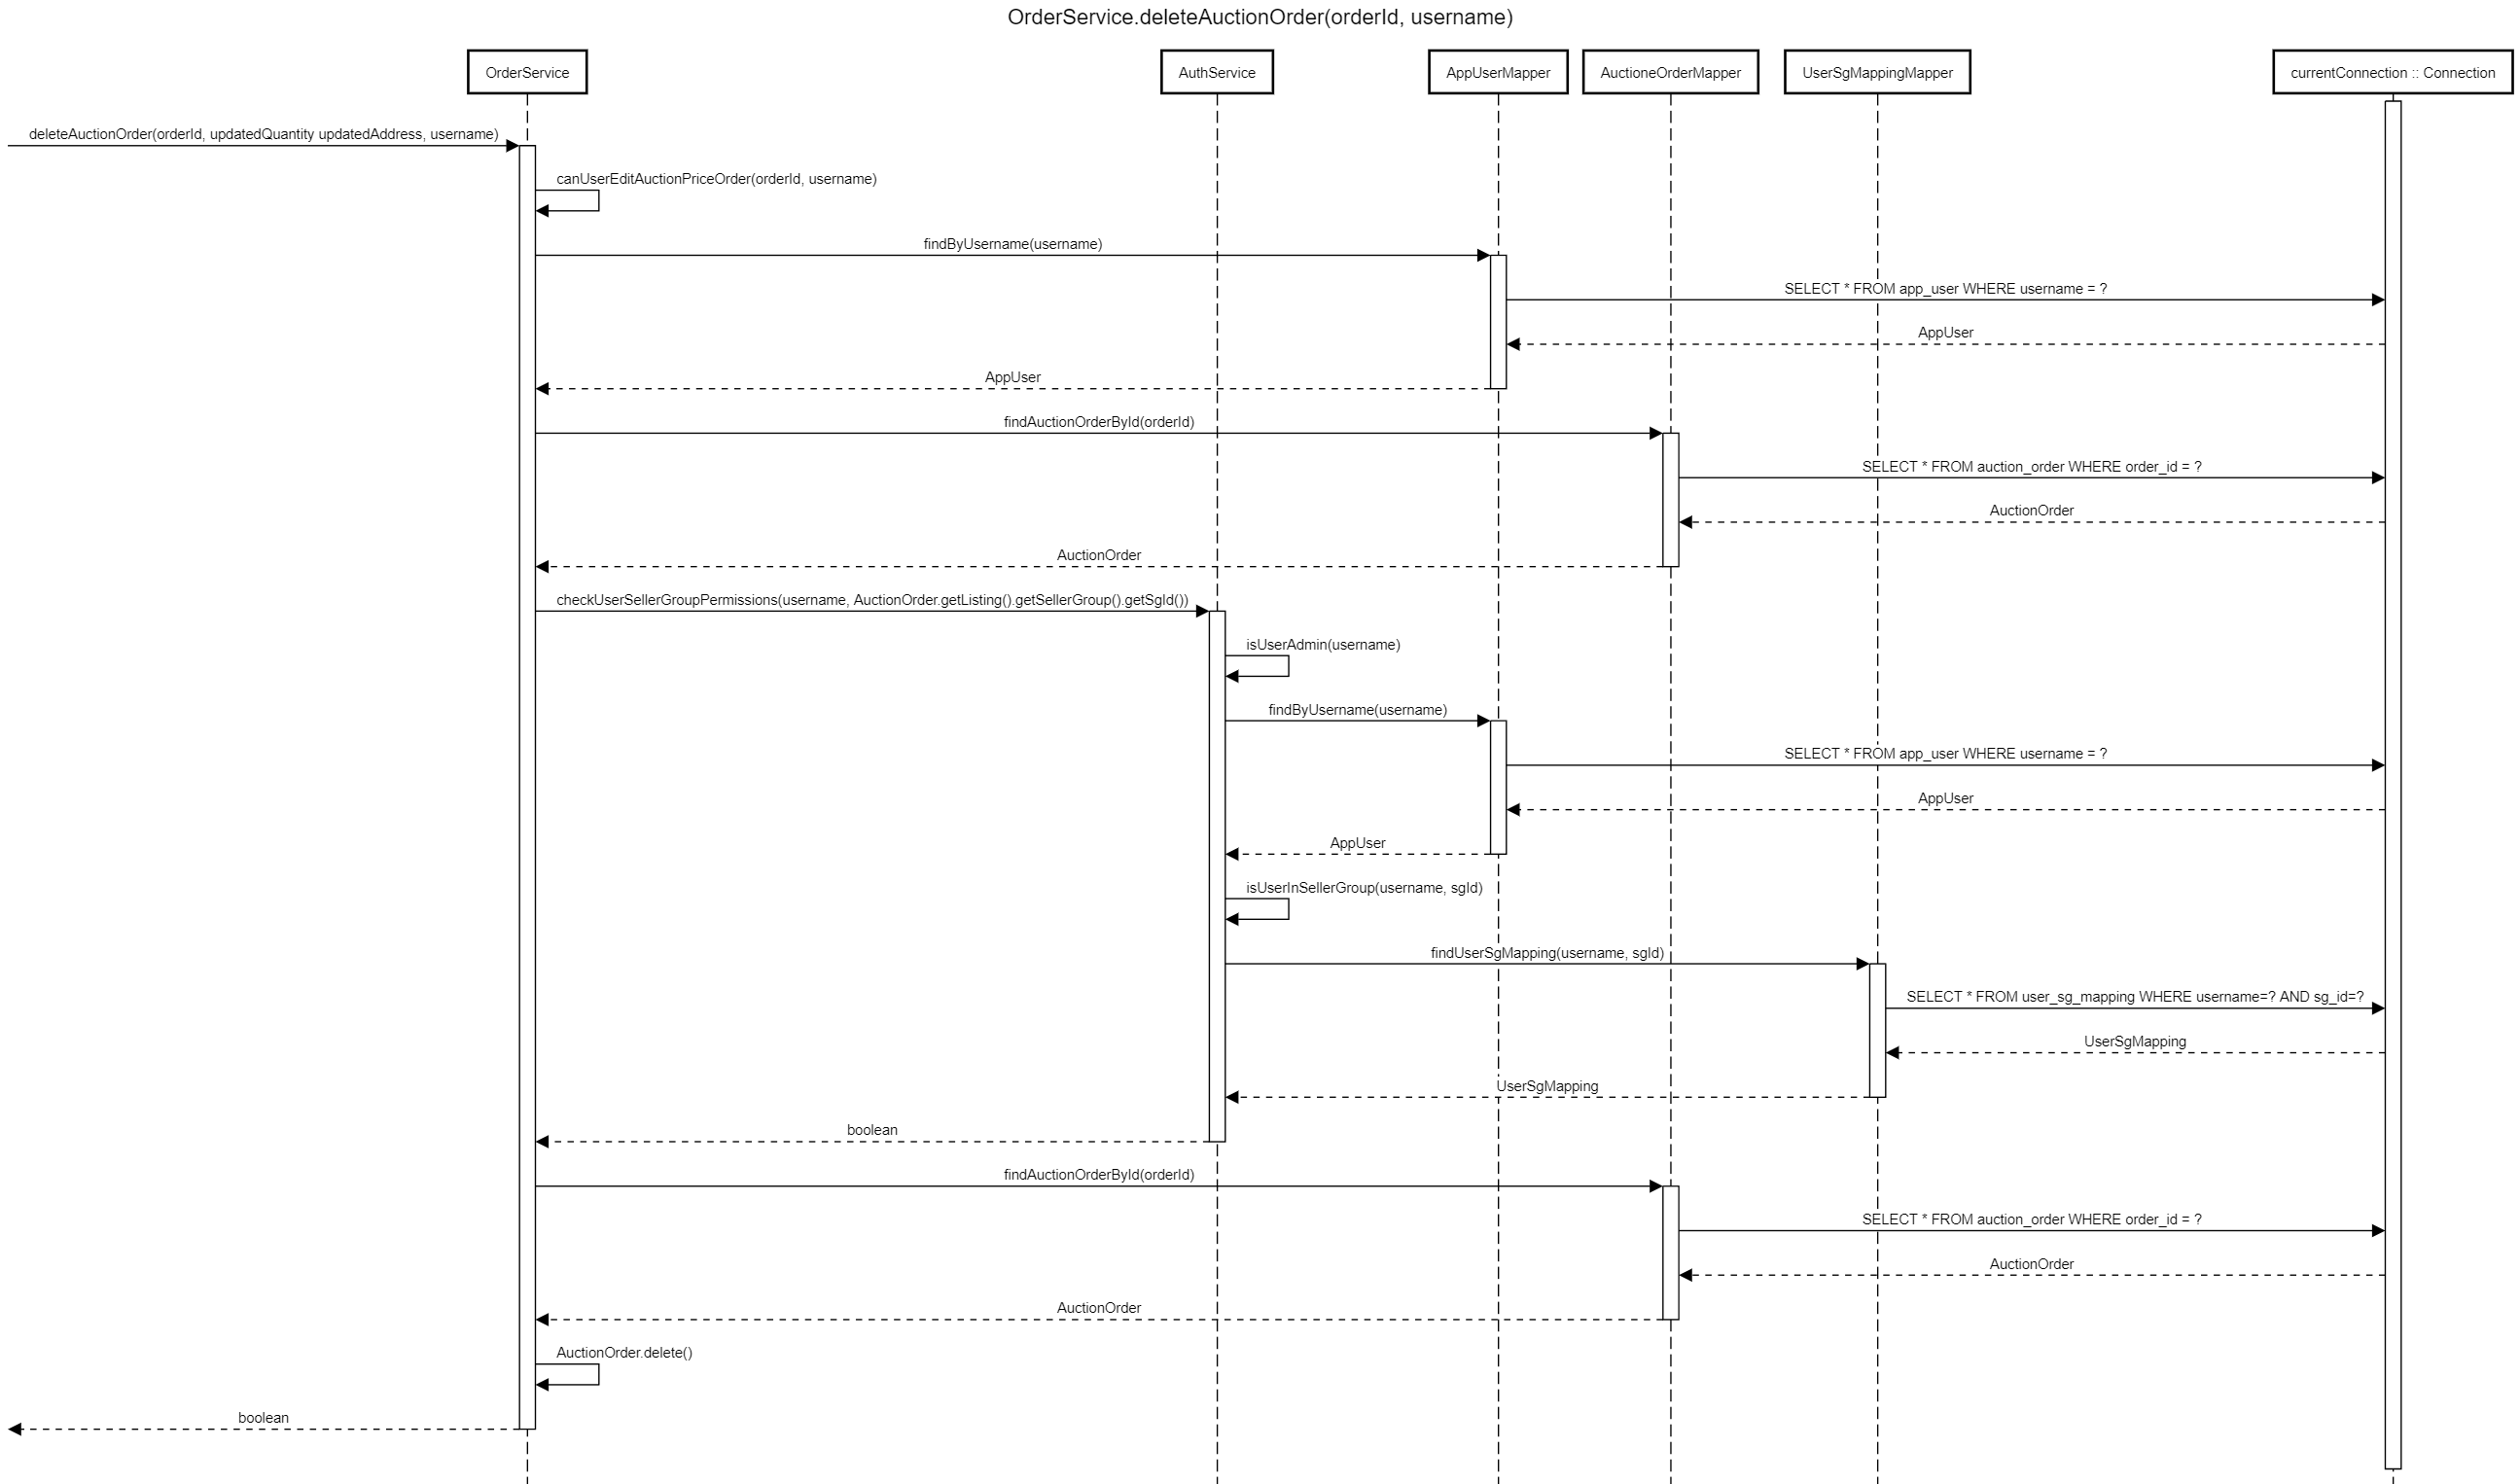 OrderService.deleteAuctionOrder(orderId, username)
OrderService
AuthService
AppUserMapper
AuctioneOrderMapper
UserSgMappingMapper
currentConnection :: Connection
deleteAuctionOrder(orderId, updatedQuantity updatedAddress, username)
canUserEditAuctionPriceOrder(orderId, username)
findByUsername(username)
SELECT * FROM app_user WHERE username = ?
AppUser
AppUser
findAuctionOrderById(orderId)
SELECT * FROM auction_order WHERE order_id = ?
AuctionOrder
AuctionOrder
checkUserSellerGroupPermissions(username, AuctionOrder.getListing().getSellerGroup().getSgId())
isUserAdmin(username)
findByUsername(username)
SELECT * FROM app_user WHERE username = ?
AppUser
AppUser
isUserInSellerGroup(username, sgId)
findUserSgMapping(username, sgId)
SELECT * FROM user_sg_mapping WHERE username=? AND sg_id=?
UserSgMapping
UserSgMapping
boolean
findAuctionOrderById(orderId)
SELECT * FROM auction_order WHERE order_id = ?
AuctionOrder
AuctionOrder
AuctionOrder.delete()
boolean